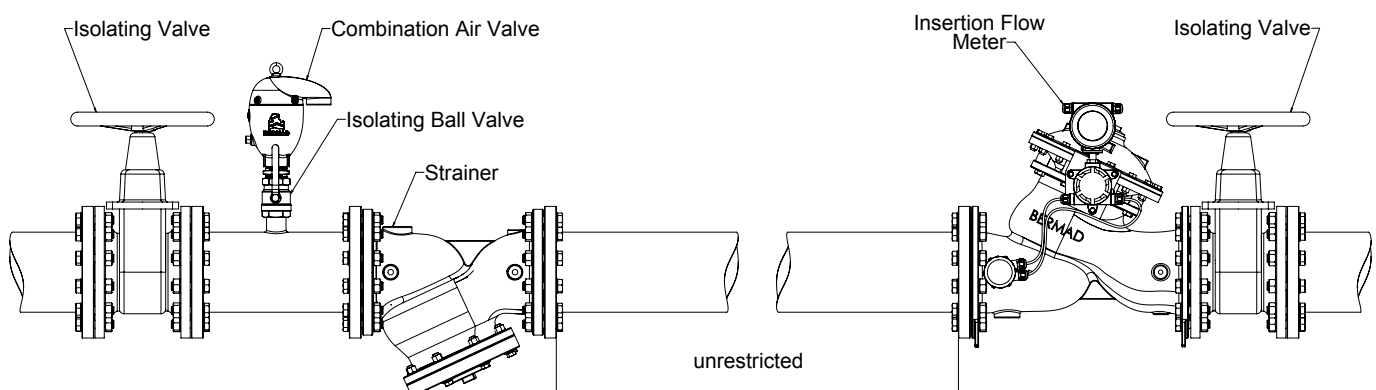 Isolating Valve
Combination Air Valve
Insertion Flow
Meter
Isolating Valve
Isolating Ball Valve
Strainer
BERMAD
unrestricted